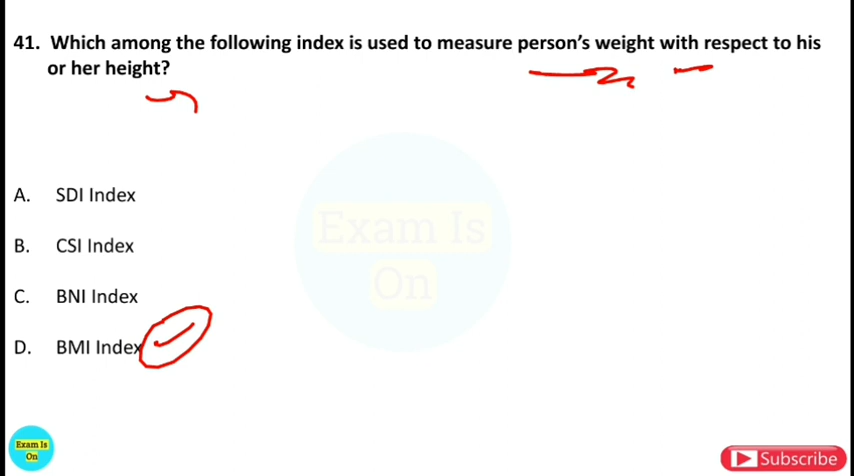 41. Which among the following index is used to measure person's weight with respect to his
or her height?
A. SDI Index
B. CSI Index
Exam Is
On
C. BNI Index
D. BMI Index
Exam Is
On
Subscribe